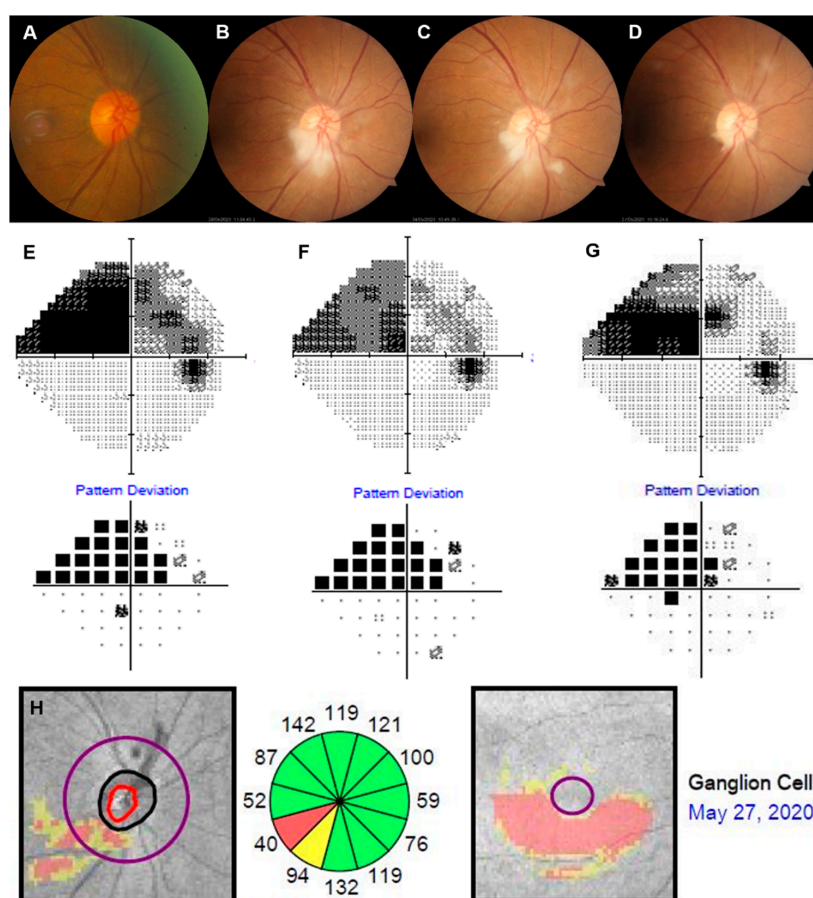 A B C D
E F G
Pattern Deviation Pattern Deviation Pattern Deviation
H
119
142 121
87 100
52 59
40 76
94 119
132
Ganglion Cell
May 27, 2020